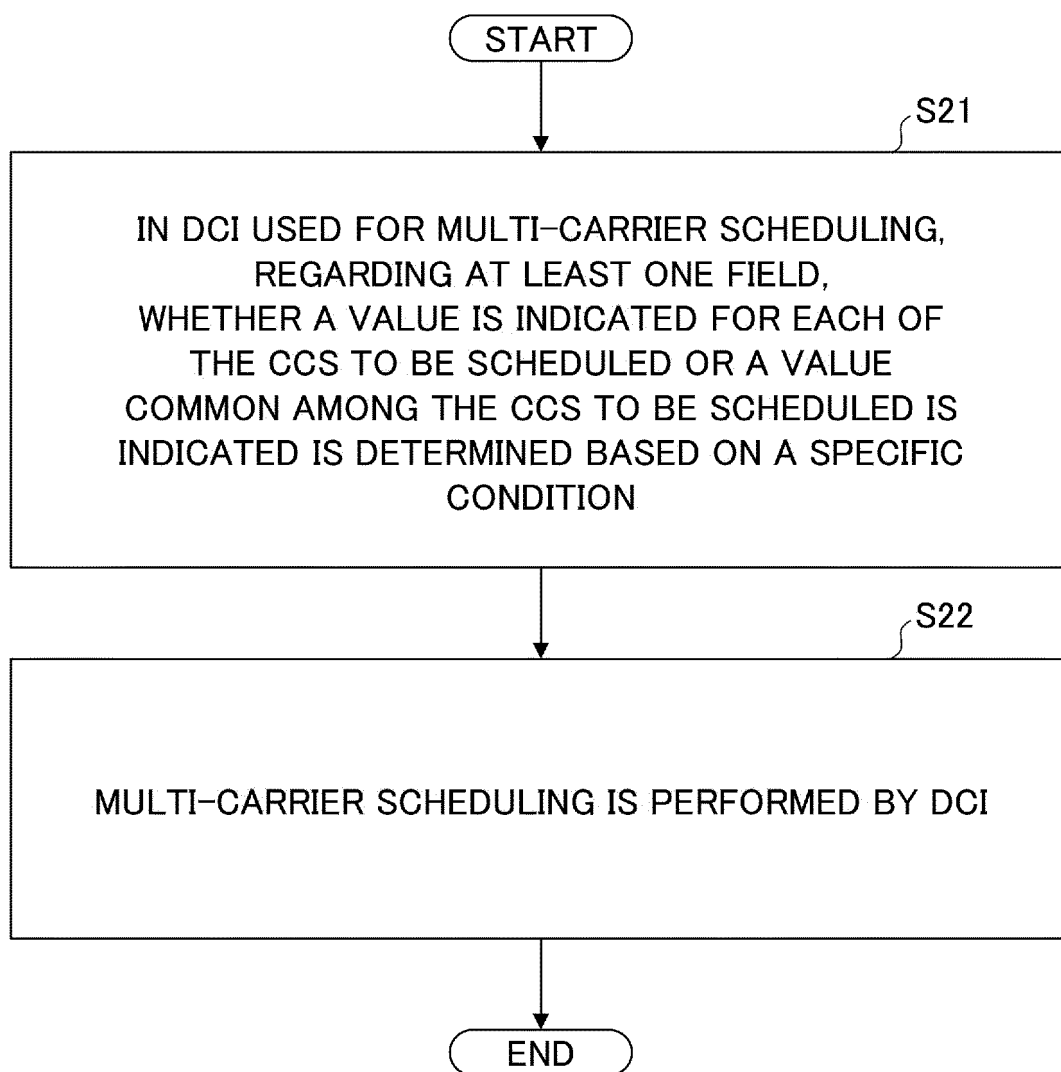 START
S21
IN DCI USED FOR MULTI-CARRIER SCHEDULING,
REGARDING AT LEAST ONE FIELD,
WHETHER A VALUE IS INDICATED FOR EACH OF
THE CCS TO BE SCHEDULED OR A VALUE
COMMON AMONG THE CCS TO BE SCHEDULED IS
INDICATED IS DETERMINED BASED ON A SPECIFIC
CONDITION
S22
MULTI-CARRIER SCHEDULING IS PERFORMED BY DCI
END